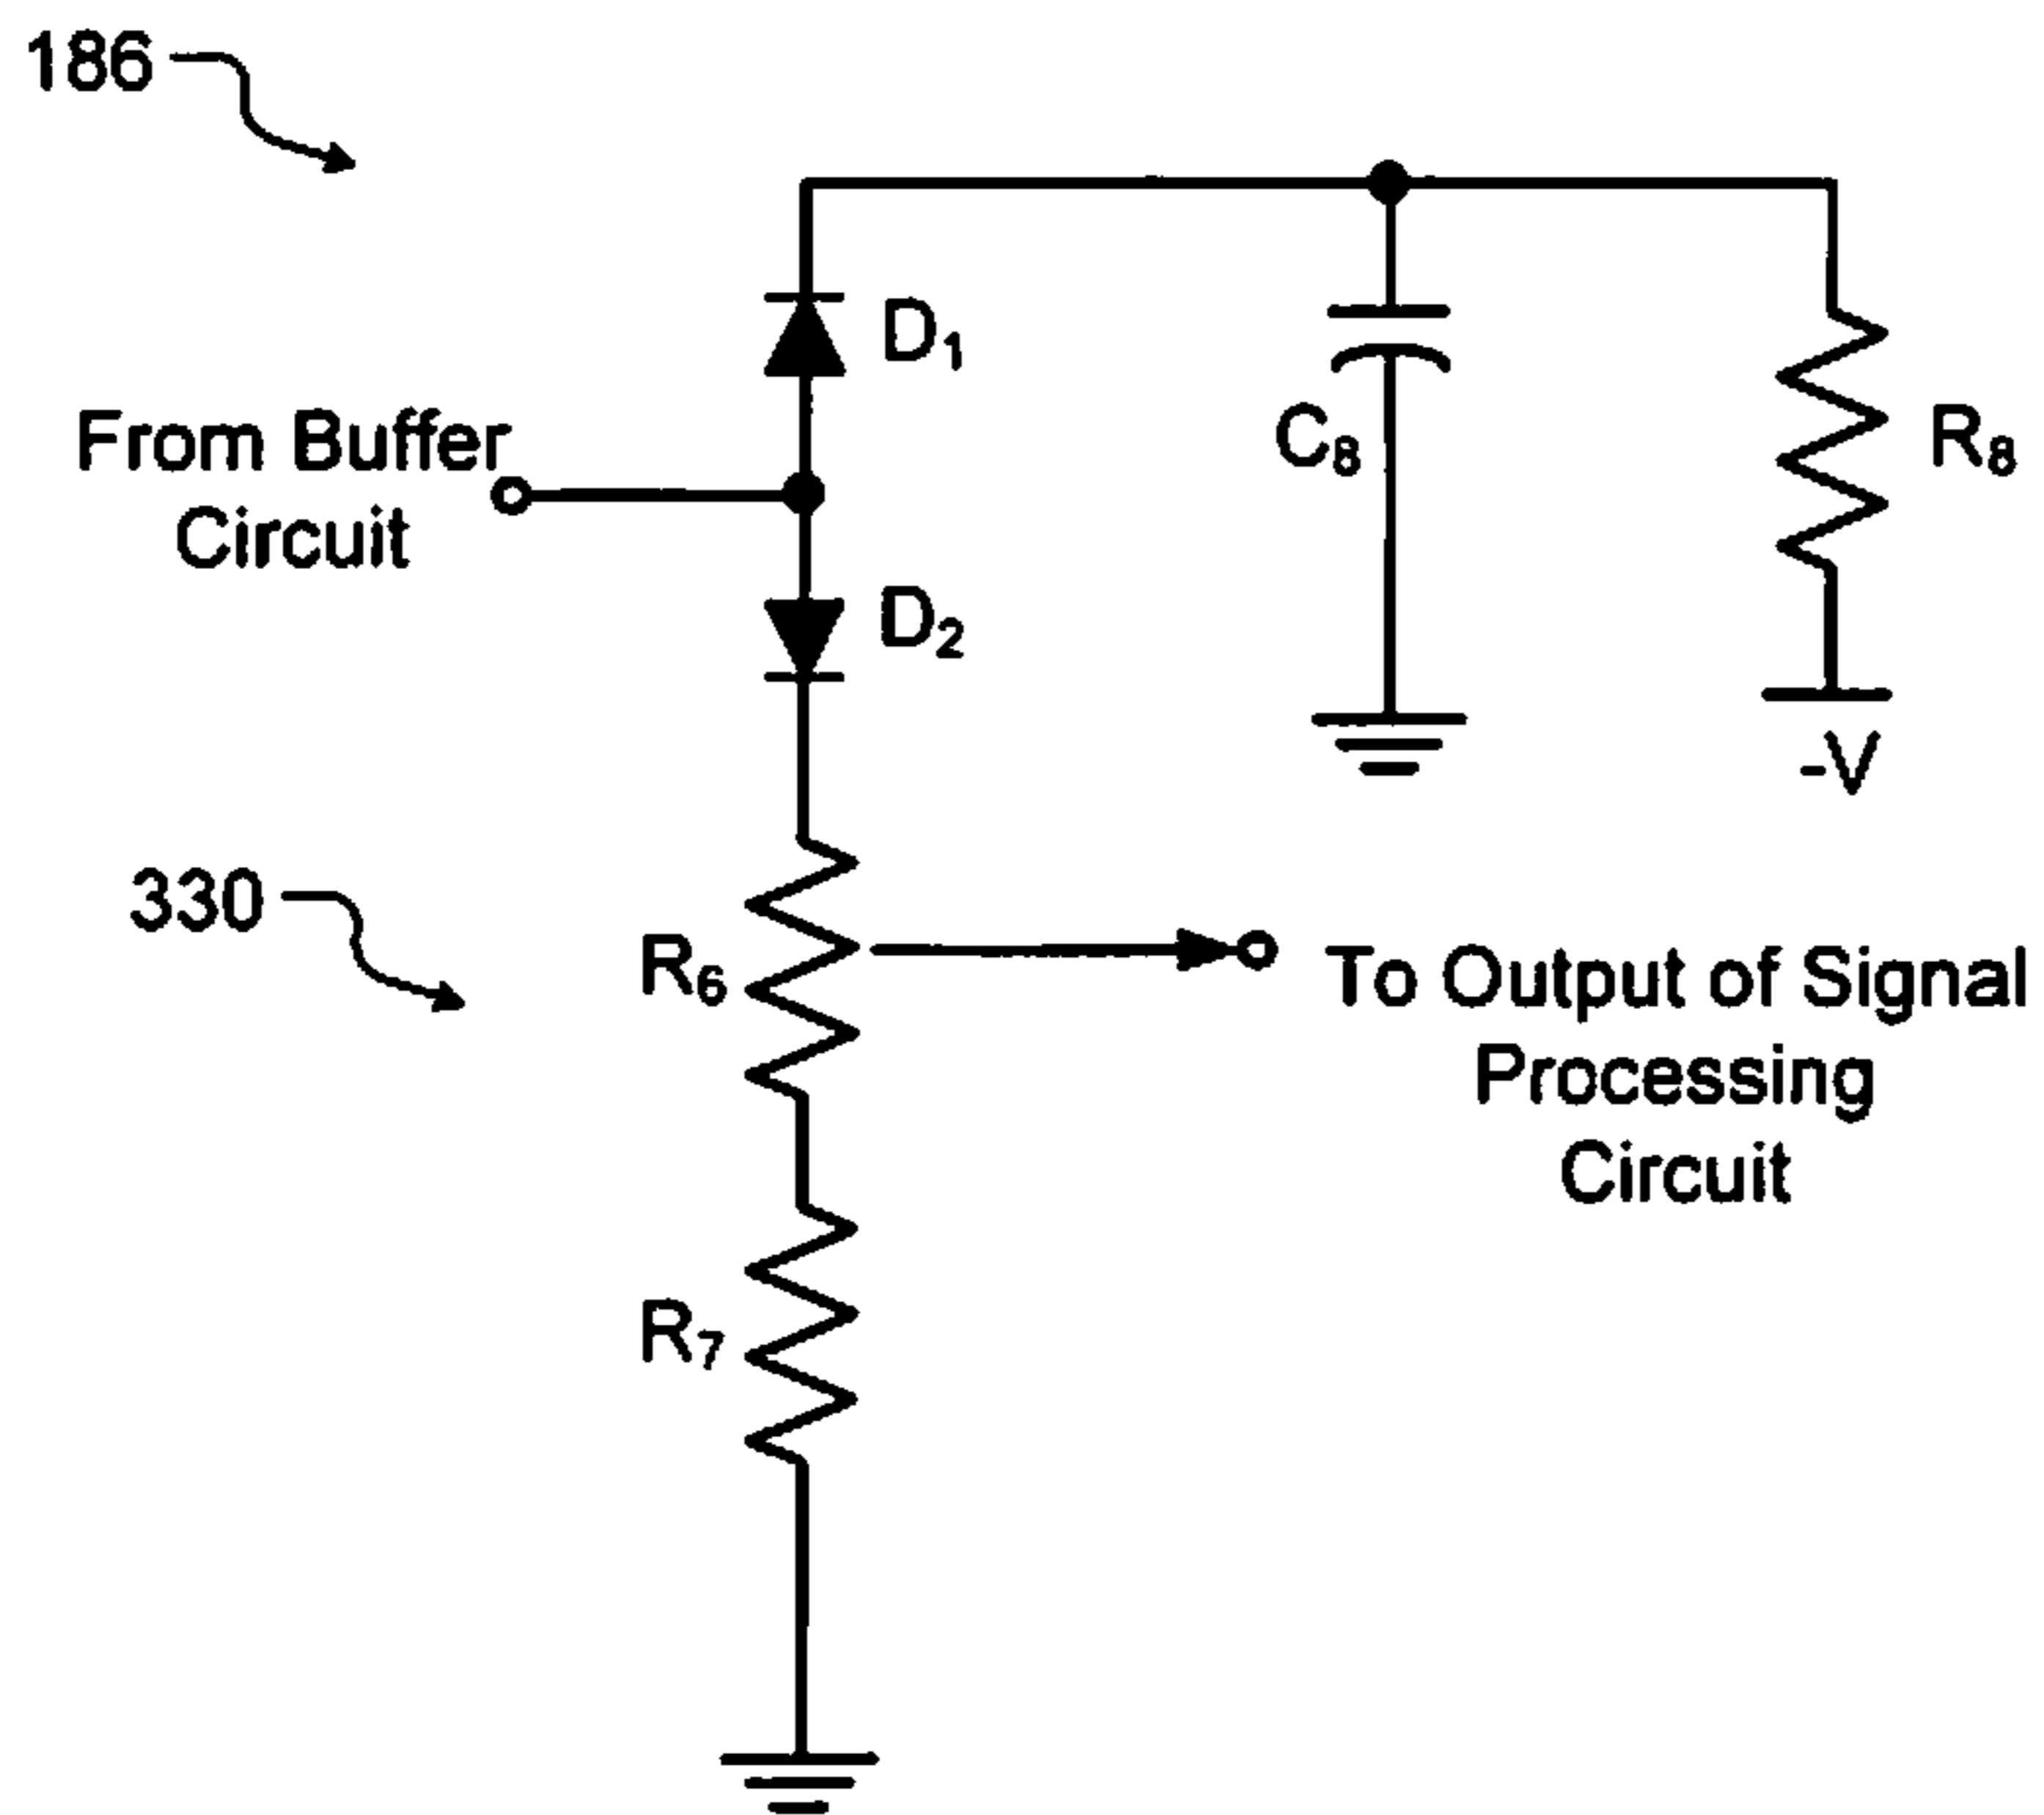 186
D₁
From Buffer
Circuit
C₈
R₈
D₂
-V
330
R₆
To Output of Signal
Processing
Circuit
R₇